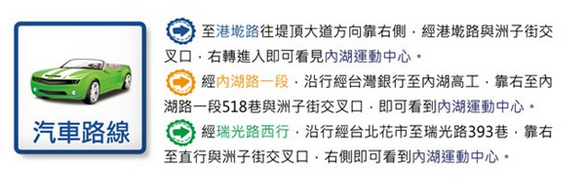 汽車路線
至港墘路往堤頂大道方向靠右側，經港墘路與洲子街交
叉口，右轉進入即可看見內湖運動中心。
經內湖路一段，沿行經台灣銀行至內湖高工，靠右至內
湖路一段518巷與洲子街交叉口，即可看到內湖運動中心。
經瑞光路西行，沿行經台北花市至瑞光路393巷，靠右
至直行與洲子街交叉口，右側即可看到內湖運動中心。